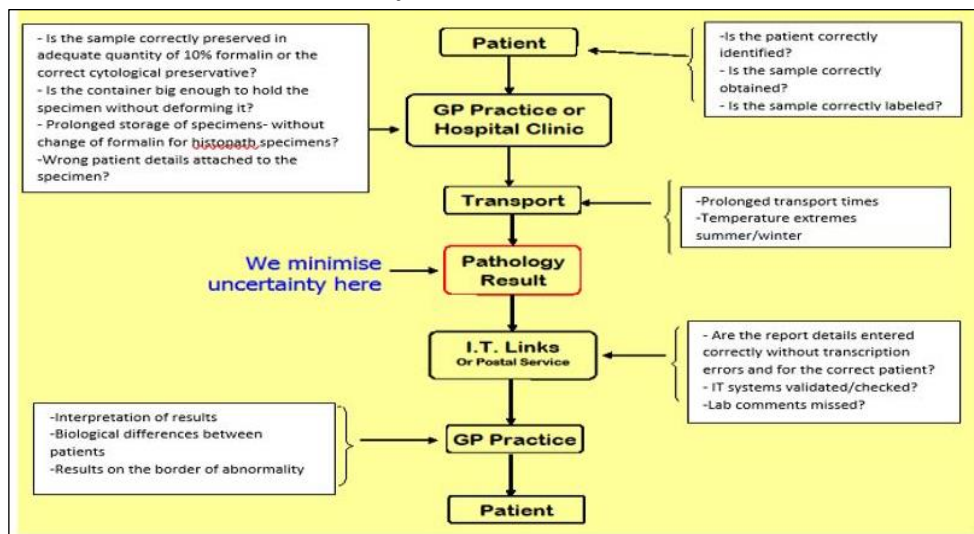 - Is the sample correctly preserved in
adequate quantity of 10% formalin or the
correct cytological preservative?
- Is the container big enough to hold the
specimen without deforming it?
- Prolonged storage of specimens- without
change of formalin for histopath specimens?
-Wrong patient details attached to the
specimen?
Patient
-Is the patient correctly
identified?
- Is the sample correctly
obtained?
- Is the sample correctly labeled?
GP Practice or
Hospital Clinic
Transport
-Prolonged transport times
-Temperature extremes
summer/winter
We minimise
uncertainty here
Pathology
Result
I.T. Links
Or Postal Service
- Are the report details entered
correctly without transcription
errors and for the correct patient?
- IT systems validated/checked?
-Lab comments missed?
-Interpretation of results
-Biological differences between
patients
-Results on the border of abnormality
GP Practice
Patient